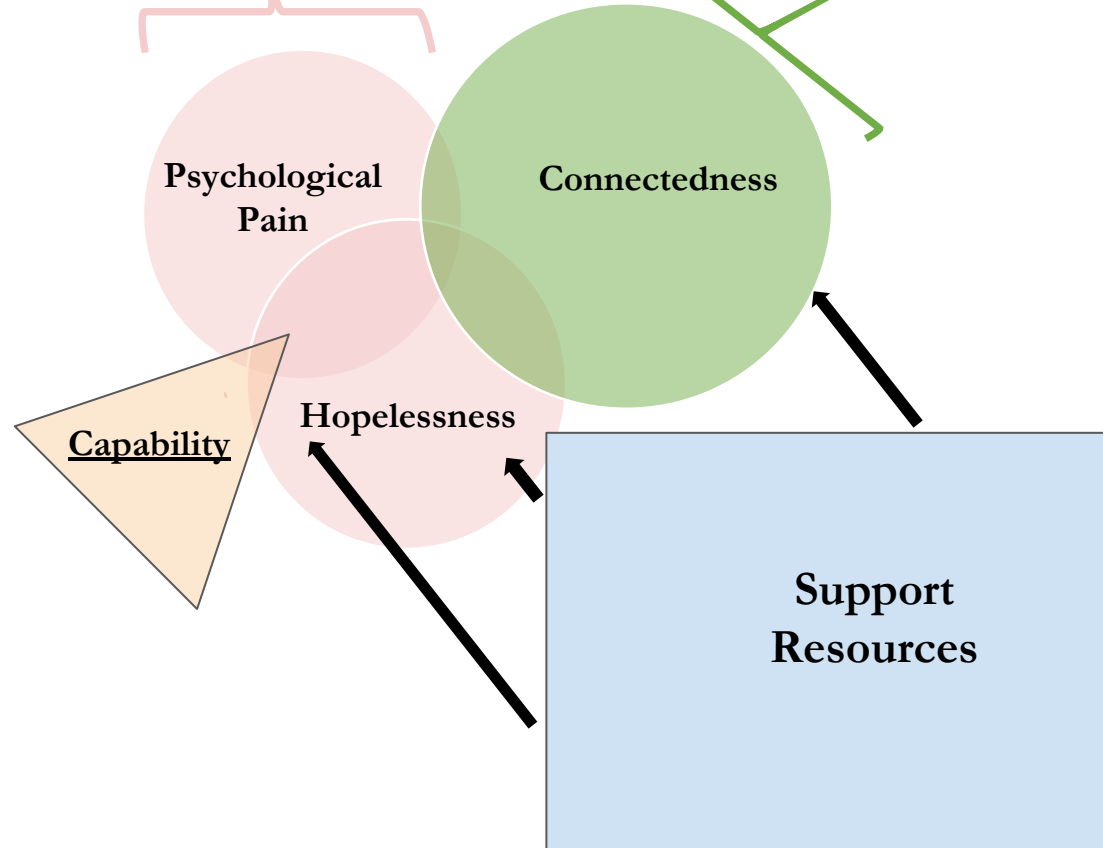 Psychological
Pain
Connectedness
Hopelessness
Capability
Support
Resources